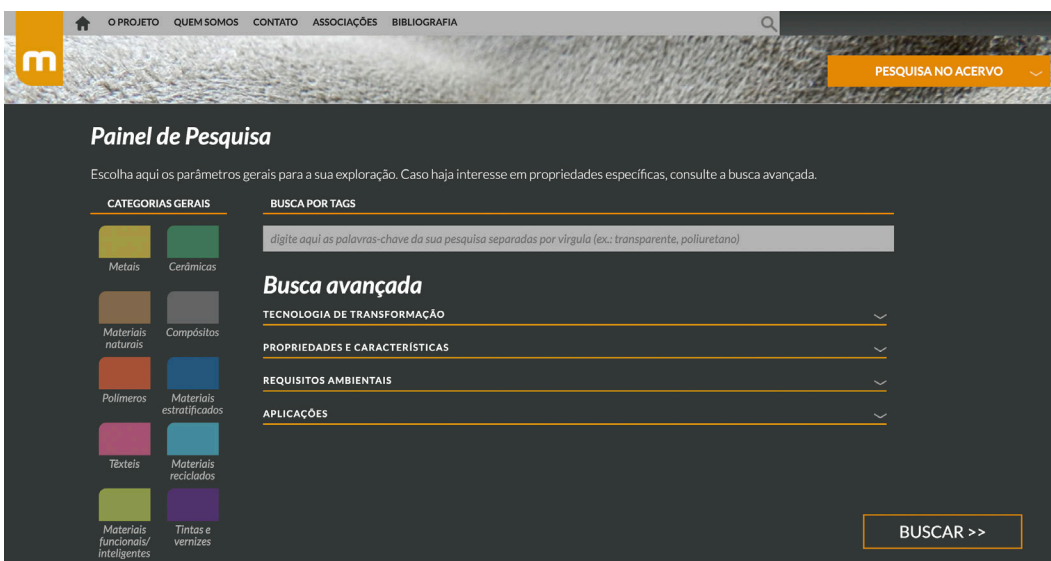 O PROJETO QUEM SOMOS CONTATO ASSOCIAÇÕES BIBLIOGRAFIA
m
PESQUISA NO ACERVO
Painel de Pesquisa
Escolha aqui os parâmetros gerais para a sua exploração. Caso haja interesse em propriedades específicas, consulte a busca avançada.
CATEGORIAS GERAIS
Metais
Cerâmicas
Materiais
naturais
Compósitos
Polímeros
Materiais
estratificados
Têxteis
Materiais
reciclados
Materiais
funcionais/
inteligentes
Tintas e
vernizes
BUSCA POR TAGS
digite aqui as palavras-chave da sua pesquisa separadas por vírgula (ex.: transparente, poliuretano)
Busca avançada
TECNOLOGIA DE TRANSFORMAÇÃO
PROPRIEDADES E CARACTERÍSTICAS
REQUISITOS AMBIENTAIS
APLICAÇÕES
BUSCAR >>